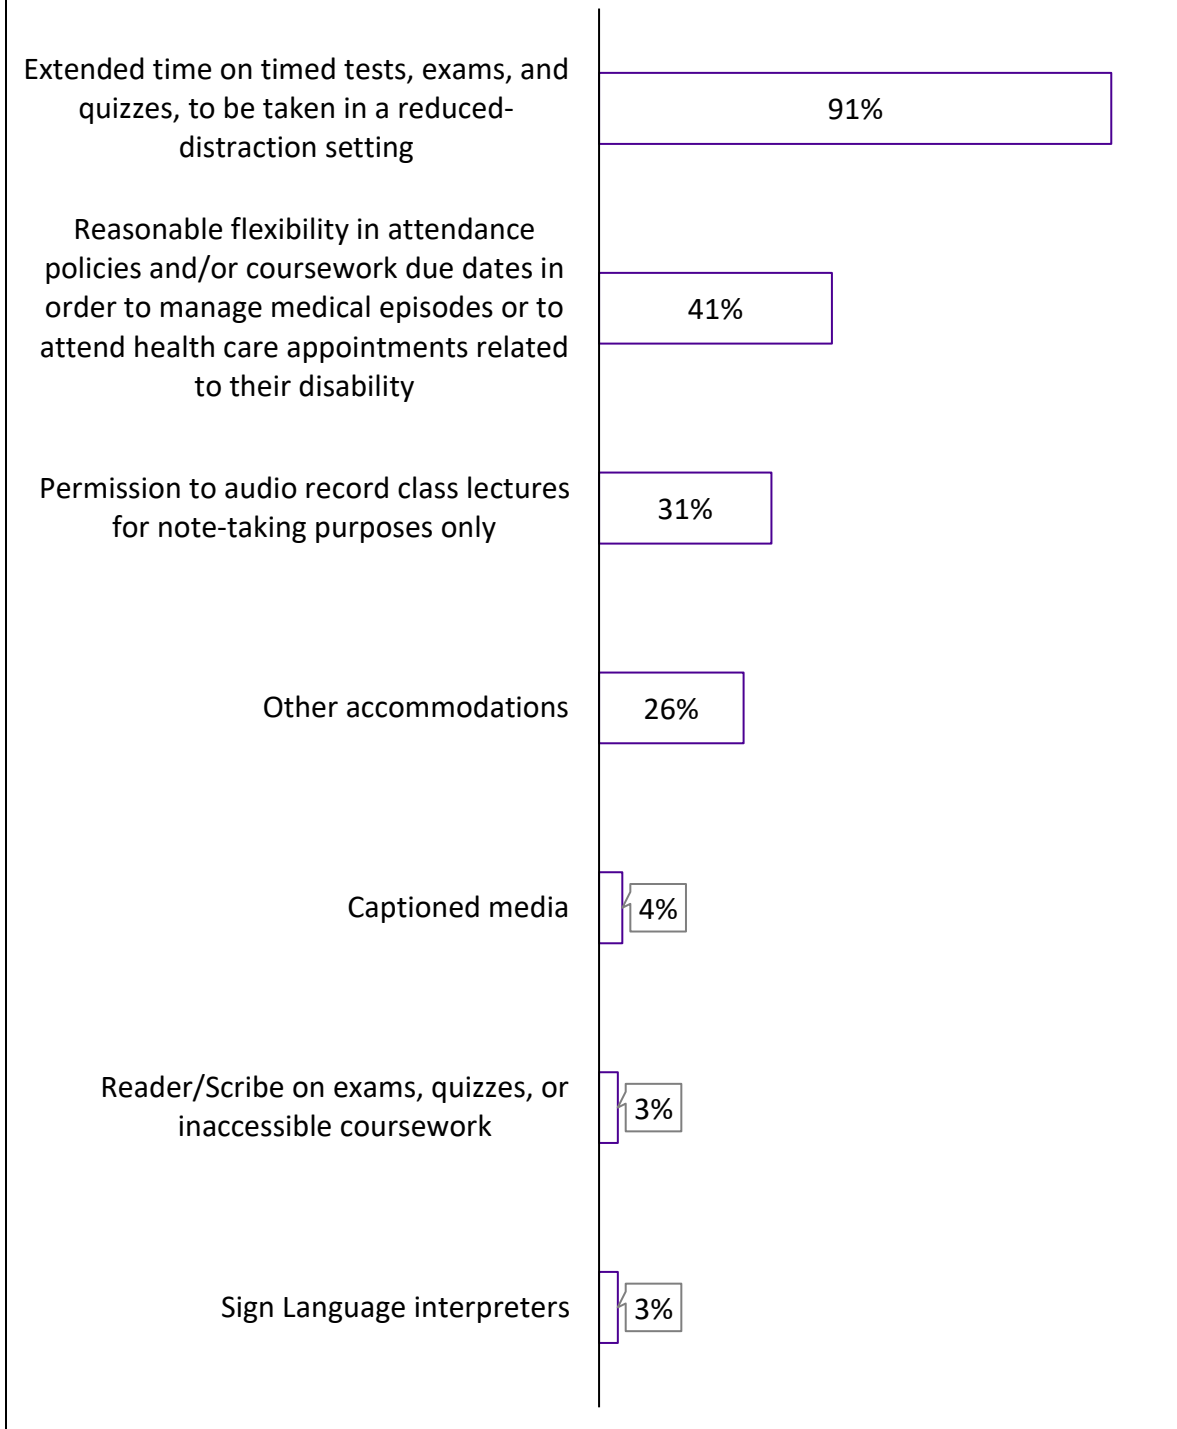 Extended time on timed tests, exams, and
quizzes, to be taken in a reduced-
distraction setting
91%
Reasonable flexibility in attendance
policies and/or coursework due dates in
order to manage medical episodes or to
attend health care appointments related
to their disability
41%
Permission to audio record class lectures
for note-taking purposes only
31%
Other accommodations
26%
Captioned media
4%
Reader/Scribe on exams, quizzes, or
inaccessible coursework
3%
Sign Language interpreters
3%